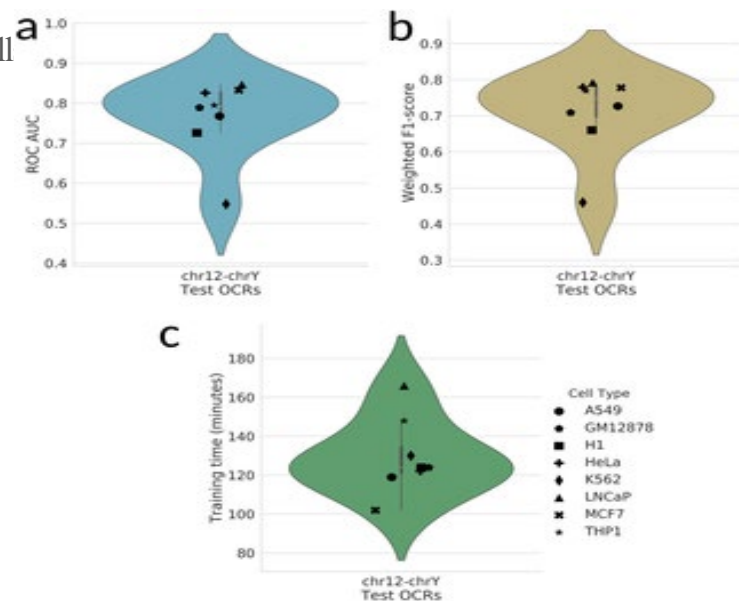 a
ll
ROC AUC
1.0
0.9
0.8
0.7
0.6
0.5
0.4
chr12-chrY
Test OCRs
b
Weighted F1-score
0.9
0.8
0.7
0.6
0.5
0.4
0.3
chr12-chrY
Test OCRs
c
Training time (minutes)
180
160
140
120
100
80
chr12-chrY
Test OCRs
Cell Type
A549
GM12878
H1
HeLa
K562
LNCaP
MCF7
THP1